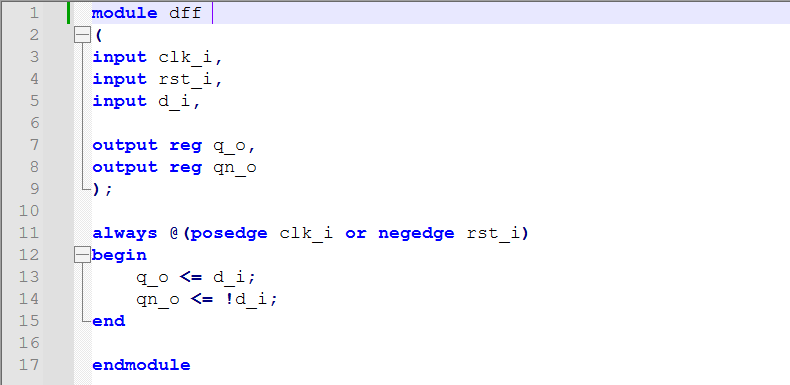 1 module dff
2 (
3 input clk_i,
4 input rst_i,
5 input d_i,
6
7 output reg q_o,
8 output reg qn_o
9 );
10
11 always @(posedge clk_i or negedge rst_i)
12 begin
13     q_o <= d_i;
14     qn_o <= !d_i;
15 end
16
17 endmodule